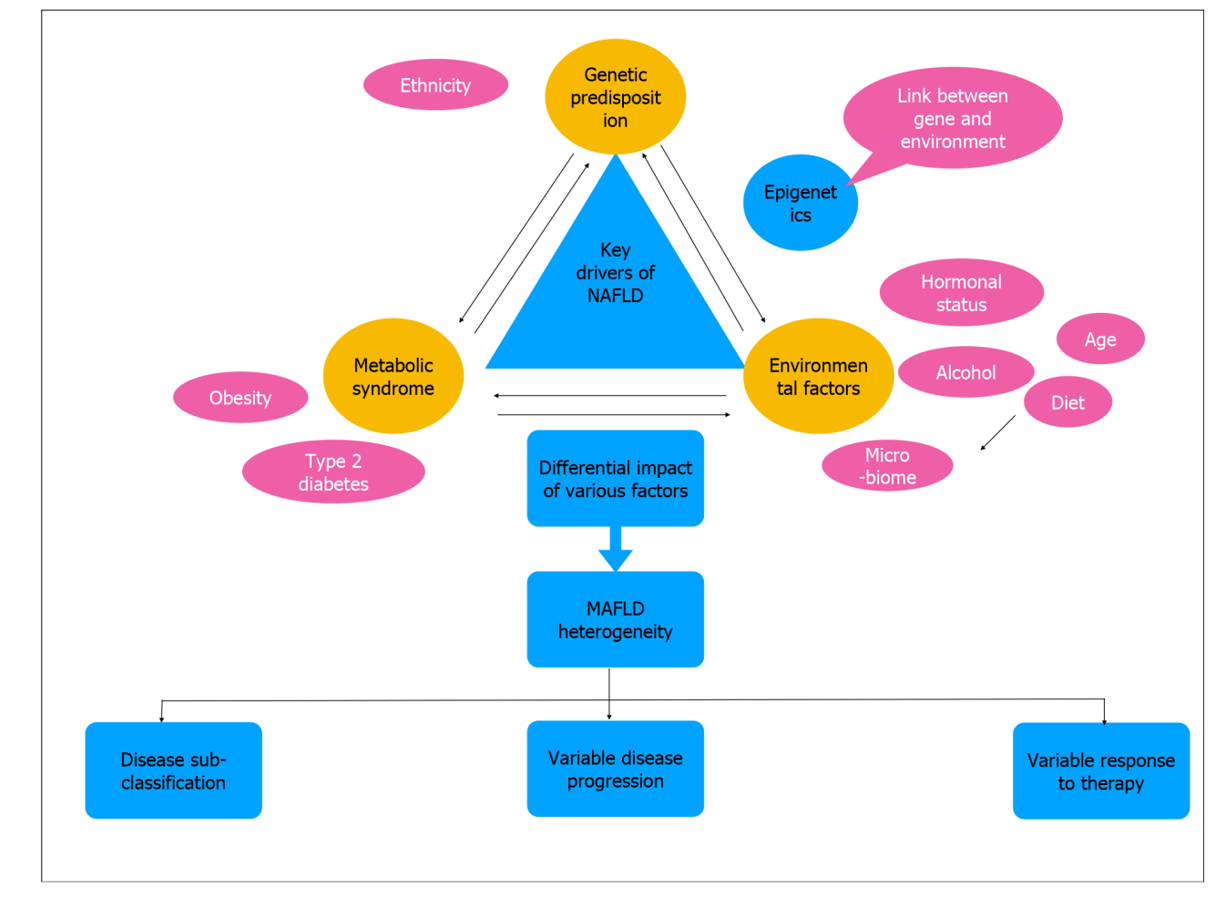 Ethnicity
Genetic
predisposit
ion
Link between
gene and
environment
Epigenet
ics
Key
drivers of
NAFLD
Hormonal
status
Age
Metabolic
syndrome
Environmen
tal factors
Alcohol
Obesity
Diet
Type 2
diabetes
Micro
-biome
Differential impact
of various factors
MAFLD
heterogeneity
Disease sub-
classification
Variable disease
progression
Variable response
to therapy